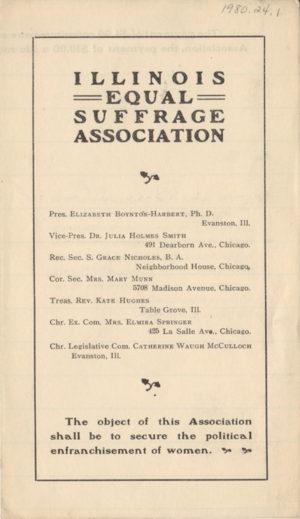 1980.24.1
ILLINOIS
EQUAL
SUFFRAGE
ASSOCIATION
Pres. ELIZABETH BOYNTON-HARBERT, Ph. D.
Evanston, Ill.
Vice-Pres. DR. JULIA HOLMES SMITH
491 Dearborn Ave., Chicago.
Rec. Sec. S. GRACE NICHOLES, B. A.
Neighborhood House, Chicago,
Cor. Sec. MRS. MARY MUNN
5708 Madison Avenue, Chicago.
Treas. REV. KATE HUGHES
Table Grove, Ill.
Chr. Ex. Com. MRS. ELMIRA SPRINGER
425 La Salle Ave., Chicago.
Chr. Legislative Com. CATHERINE WAUGH MCCULLOCH
Evanston, Ill.
The object of this Association
shall be to secure the political
enfranchisement of women.